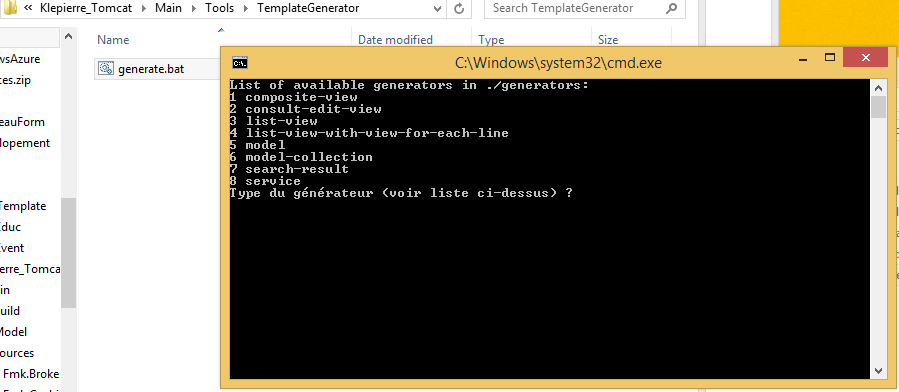 Klepierre_Tomcat Main Tools TemplateGenerator
Search TemplateGenerator
Name Date modified Type Size
generate.bat
wsAzure
es.zip
eauForm
lopement
Template
Educ
Event
erre_Tomca
in
uild
Model
ources
Fmk.Broke
C:\Windows\system32\cmd.exe
List of available generators in ./generators:
1 composite-view
2 consult-edit-view
3 list-view
4 list-view-with-view-for-each-line
5 model
6 model-collection
7 search-result
8 service
Type du générateur (voir liste ci-dessus) ?